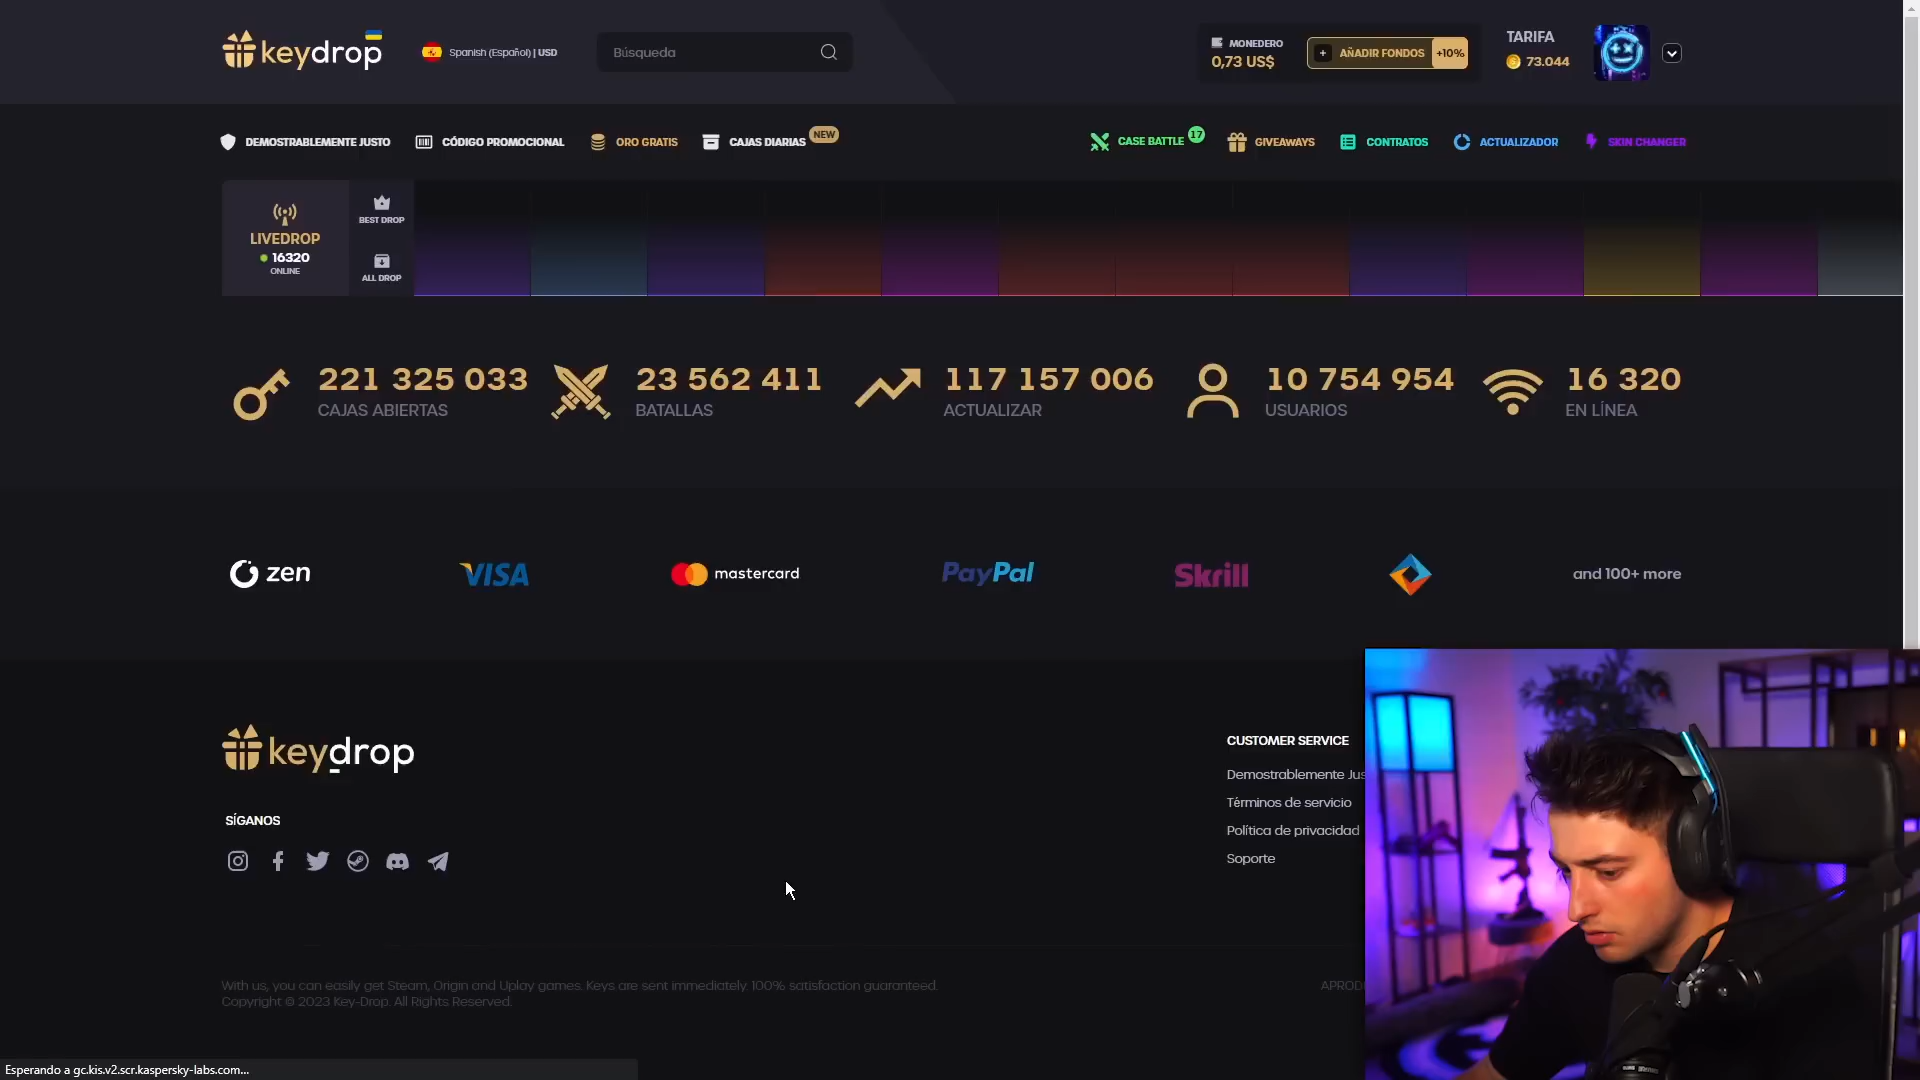 keydrop
Spanish (Español) | USD
Búsqueda
MONEDERO
0,73 US$
+ AÑADIR FONDOS +10%
TARIFA
73.044
DEMOSTRABLEMENTE JUSTO
CÓDIGO PROMOCIONAL
ORO GRATIS
CAJAS DIARIAS NEW
CASE BATTLE 17
GIVEAWAYS
CONTRATOS
ACTUALIZADOR
SKIN CHANGER
LIVEDROP
16320
ONLINE
BEST DROP
ALL DROP
221 325 033
CAJAS ABIERTAS
23 562 411
BATALLAS
117 157 006
ACTUALIZAR
10 754 954
USUARIOS
16 320
EN LÍNEA
zen
VISA
mastercard
PayPal
Skrill
and 100+ more
keydrop
SÍGANOS
CUSTOMER SERVICE
Demostrablemente Jus
Términos de servicio
Política de privacidad
Soporte
With us, you can easily get Steam, Origin and Uplay games. Keys are sent immediately. 100% satisfaction guaranteed.
Copyright © 2023 Key-Drop. All Rights Reserved.
APROD
Esperando a gc.kis.v2.scr.kaspersky-labs.com...